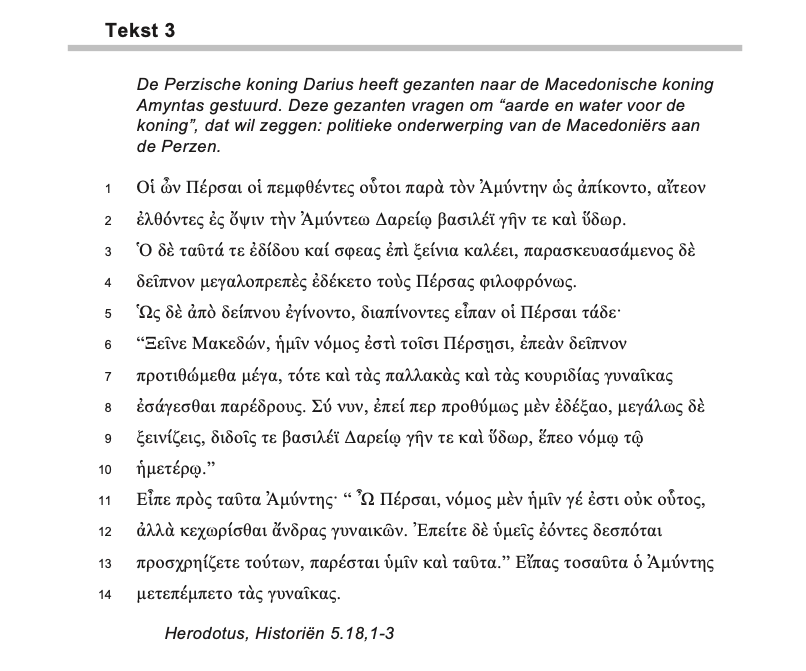 Tekst 3
De Perzische koning Darius heeft gezanten naar de Macedonische koning
Amyntas gestuurd. Deze gezanten vragen om “aarde en water voor de
koning”, dat wil zeggen: politieke onderwerping van de Macedoniërs aan
de Perzen.
1 Οἱ ὦν Πέρσαι οἱ πεμφθέντες οὗτοι παρὰ τὸν Ἀμύντην ὡς ἀπίκοντο, αἴτεον
2 ἐλθόντες ἐς ὄψιν τὴν Ἀμύντεω Δαρείῳ βασιλέϊ γῆν τε καὶ ὕδωρ.
3 Ὁ δὲ ταῦτά τε ἐδίδου καί σφεας ἐπὶ ξείνια καλέει, παρασκευασάμενος δὲ
4 δεῖπνον μεγαλοπρεπὲς ἐδέκετο τοὺς Πέρσας φιλοφρόνως.
5 Ὡς δὲ ἀπὸ δείπνου ἐγίνοντο, διαπίνοντες εἶπαν οἱ Πέρσαι τάδε·
6 “Ξεῖνε Μακεδών, ἡμῖν νόμος ἐστὶ τοῖσι Πέρσῃσι, ἐπεὰν δεῖπνον
7 προτιθώμεθα μέγα, τότε καὶ τὰς παλλακὰς καὶ τὰς κουριδίας γυναῖκας
8 ἐσάγεσθαι παρέδρους. Σύ νυν, ἐπεί περ προθύμως μὲν ἐδέξαο, μεγάλως δὲ
9 ξεινίζεις, διδοῖς τε βασιλέϊ Δαρείῳ γῆν τε καὶ ὕδωρ, ἕπεο νόμῳ τῷ
10 ἡμετέρῳ.”
11 Εἶπε πρὸς ταῦτα Ἀμύντης· “ Ὦ Πέρσαι, νόμος μὲν ἡμῖν γέ ἐστι οὐκ οὗτος,
12 ἀλλὰ κεχωρίσθαι ἄνδρας γυναικῶν. Ἐπείτε δὲ ὑμεῖς ἐόντες δεσπόται
13 προσχρηίζετε τούτων, παρέσται ὑμῖν καὶ ταῦτα.” Εἴπας τοσαῦτα ὁ Ἀμύντης
14 μετεπέμπετο τὰς γυναῖκας.
Herodotus, Historiën 5.18,1-3